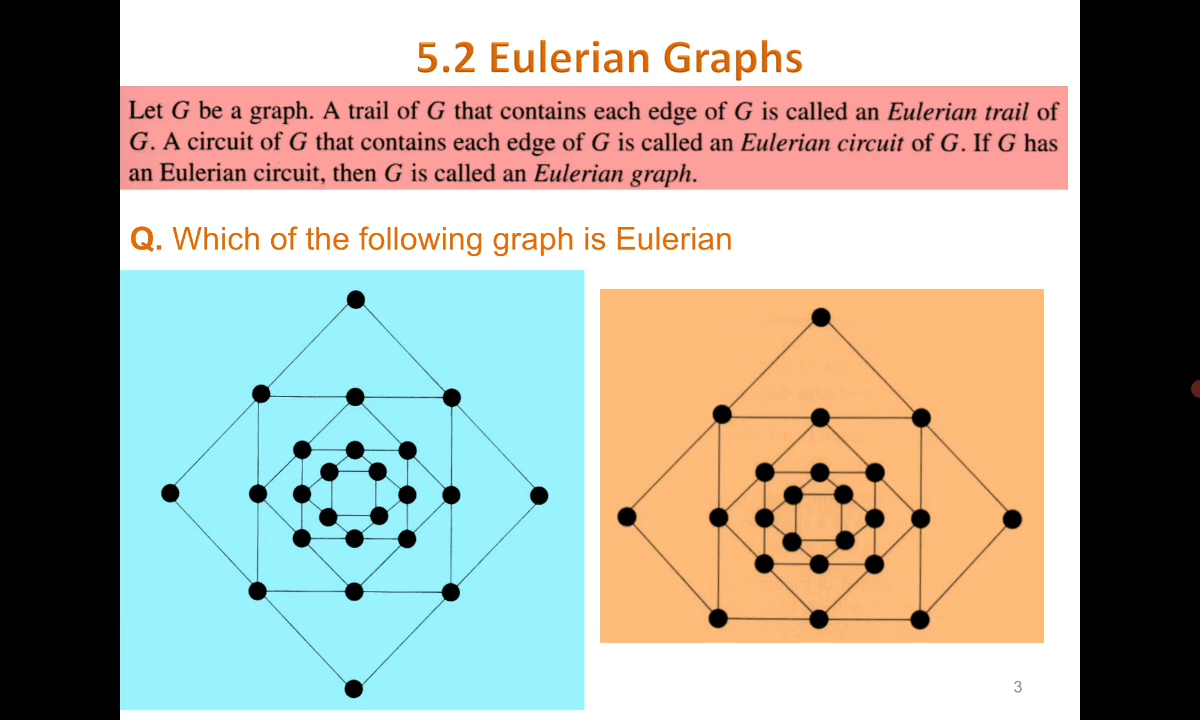 5.2 Eulerian Graphs
Let G be a graph. A trail of G that contains each edge of G is called an Eulerian trail of
G. A circuit of G that contains each edge of G is called an Eulerian circuit of G. If G has
an Eulerian circuit, then G is called an Eulerian graph.
Q. Which of the following graph is Eulerian
3